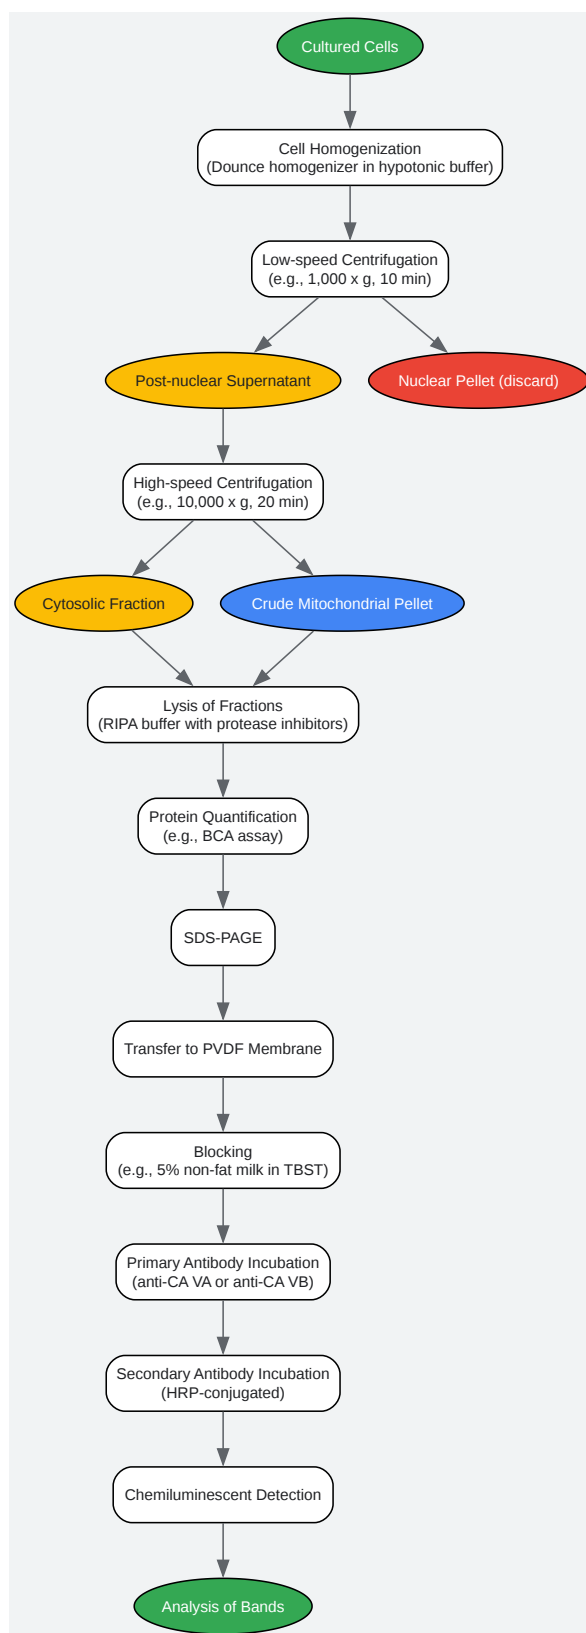 Cultured Cells
Cell Homogenization
(Dounce homogenizer in hypotonic buffer)
Low-speed Centrifugation
(e.g., 1,000 x g, 10 min)
Post-nuclear Supernatant
Nuclear Pellet (discard)
High-speed Centrifugation
(e.g., 10,000 x g, 20 min)
Cytosolic Fraction
Crude Mitochondrial Pellet
Lysis of Fractions
(RIPA buffer with protease inhibitors)
Protein Quantification
(e.g., BCA assay)
SDS-PAGE
Transfer to PVDF Membrane
Blocking
(e.g., 5% non-fat milk in TBST)
Primary Antibody Incubation
(anti-CA VA or anti-CA VB)
Secondary Antibody Incubation
(HRP-conjugated)
Chemiluminescent Detection
Analysis of Bands